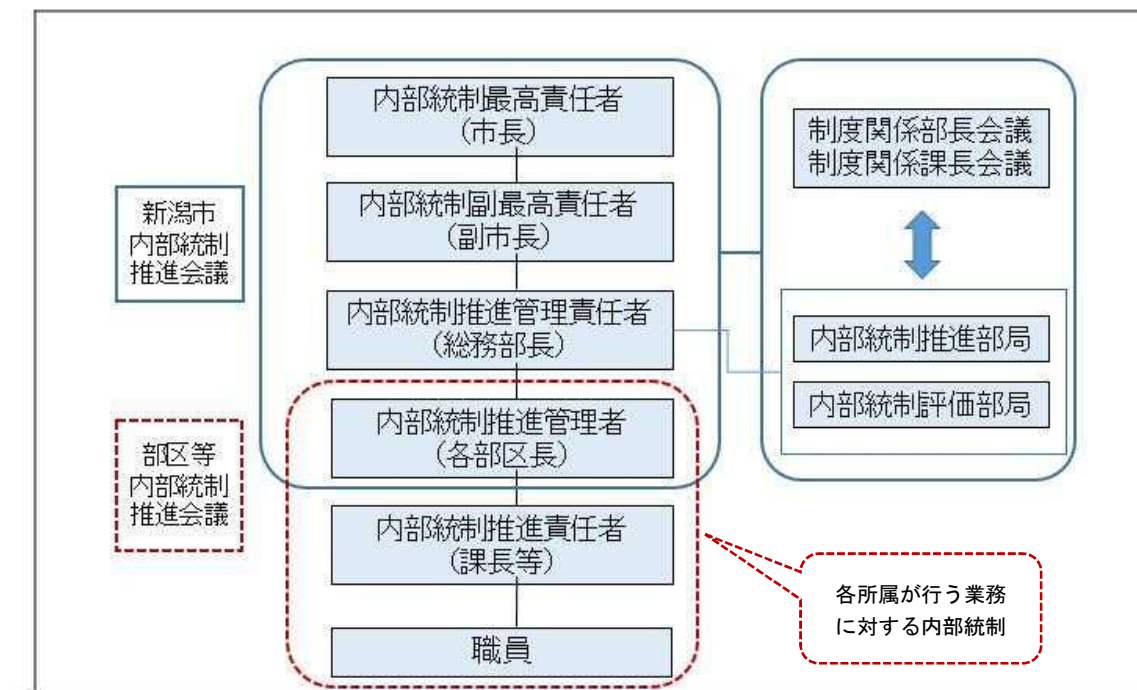 内部統制最高責任者
(市長)
内部統制副最高責任者
(副市長)
内部統制推進管理責任者
(総務部長)
内部統制推進管理者
(各部区長)
内部統制推進責任者
(課長等)
職員
新潟市
内部統制
推進会議
部区等
内部統制
推進会議
制度関係部長会議
制度関係課長会議
内部統制推進部局
内部統制評価部局
各所属が行う業務
に対する内部統制